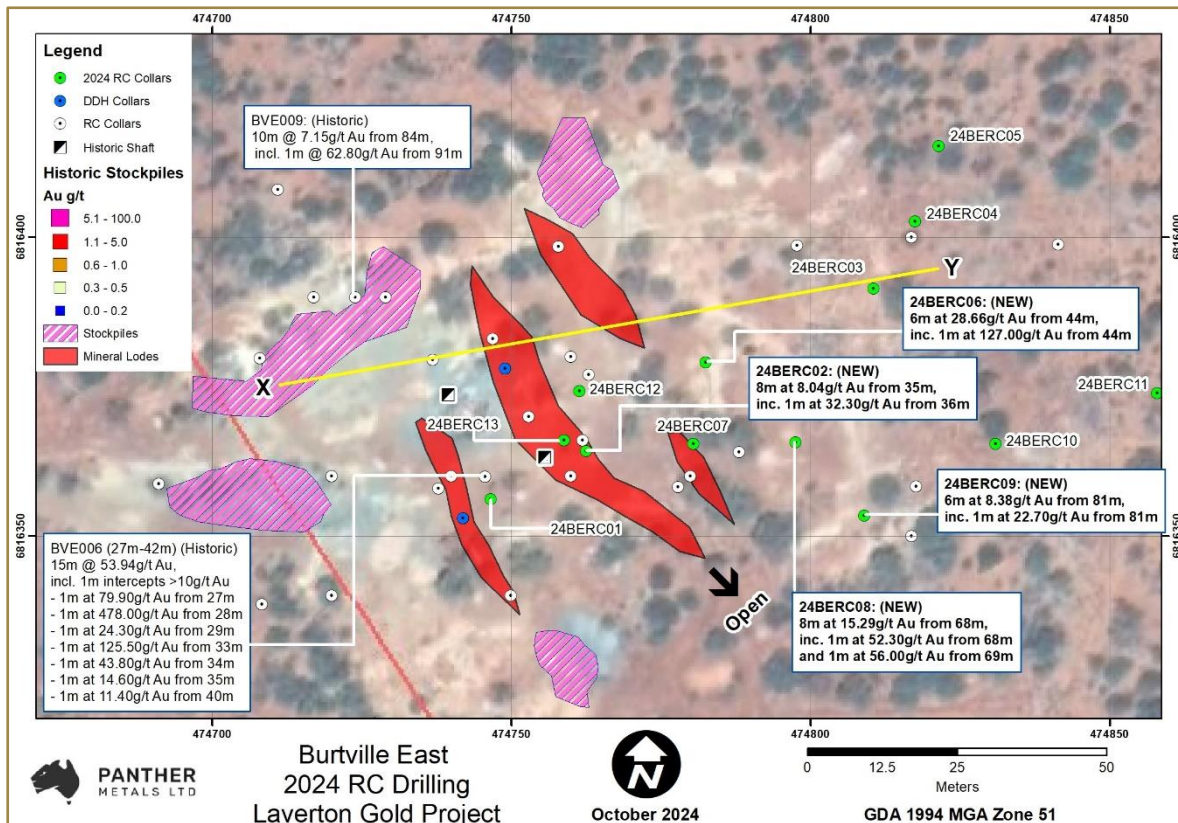 474700
474750
474800
474850
6816400
6816400
6816350
6816350
Legend
2024 RC Collars
DDH Collars
RC Collars
Historic Shaft
Historic Stockpiles
Au g/t
5.1 - 100.0
1.1 - 5.0
0.6 - 1.0
0.3 - 0.5
0.0 - 0.2
Stockpiles
Mineral Lodes
BVE009: (Historic)
10m @ 7.15g/t Au from 84m,
incl. 1m @ 62.80g/t Au from 91m
24BERC05
24BERC04
24BERC03
Y
24BERC06: (NEW)
6m at 28.66g/t Au from 44m,
inc. 1m at 127.00g/t Au from 44m
24BERC02: (NEW)
8m at 8.04g/t Au from 35m,
inc. 1m at 32.30g/t Au from 36m
X
24BERC12
24BERC11
24BERC13
24BERC07
24BERC10
24BERC09: (NEW)
6m at 8.38g/t Au from 81m,
inc. 1m at 22.70g/t Au from 81m
24BERC01
BVE006 (27m-42m) (Historic)
15m @ 53.94g/t Au,
incl. 1m intercepts >10g/t Au
- 1m at 79.90g/t Au from 27m
- 1m at 478.00g/t Au from 28m
- 1m at 24.30g/t Au from 29m
- 1m at 125.50g/t Au from 33m
- 1m at 43.80g/t Au from 34m
- 1m at 14.60g/t Au from 35m
- 1m at 11.40g/t Au from 40m
Open
24BERC08: (NEW)
8m at 15.29g/t Au from 68m,
inc. 1m at 52.30g/t Au from 68m
and 1m at 56.00g/t Au from 69m
474700
474750
474800
474850
PANTHER
METALS LTD
Burtville East
2024 RC Drilling
Laverton Gold Project
N
October 2024
0 12.5 25 50
Meters
GDA 1994 MGA Zone 51